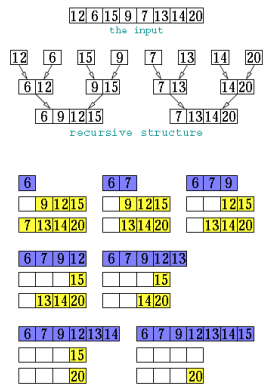 12 6 15 9 7 13 14 20
the input
12 6 15 9 7 13 14 20
6 12 9 15 7 13 14 20
6 9 12 15 7 13 14 20
recursive structure
6 6 7 6 7 9
9 12 15 9 12 15 12 15
7 13 14 20 13 14 20 13 14 20
6 7 9 12 6 7 9 12 13
15 15
13 14 20 14 20
6 7 9 12 13 14 6 7 9 12 13 14 15
15
20 20